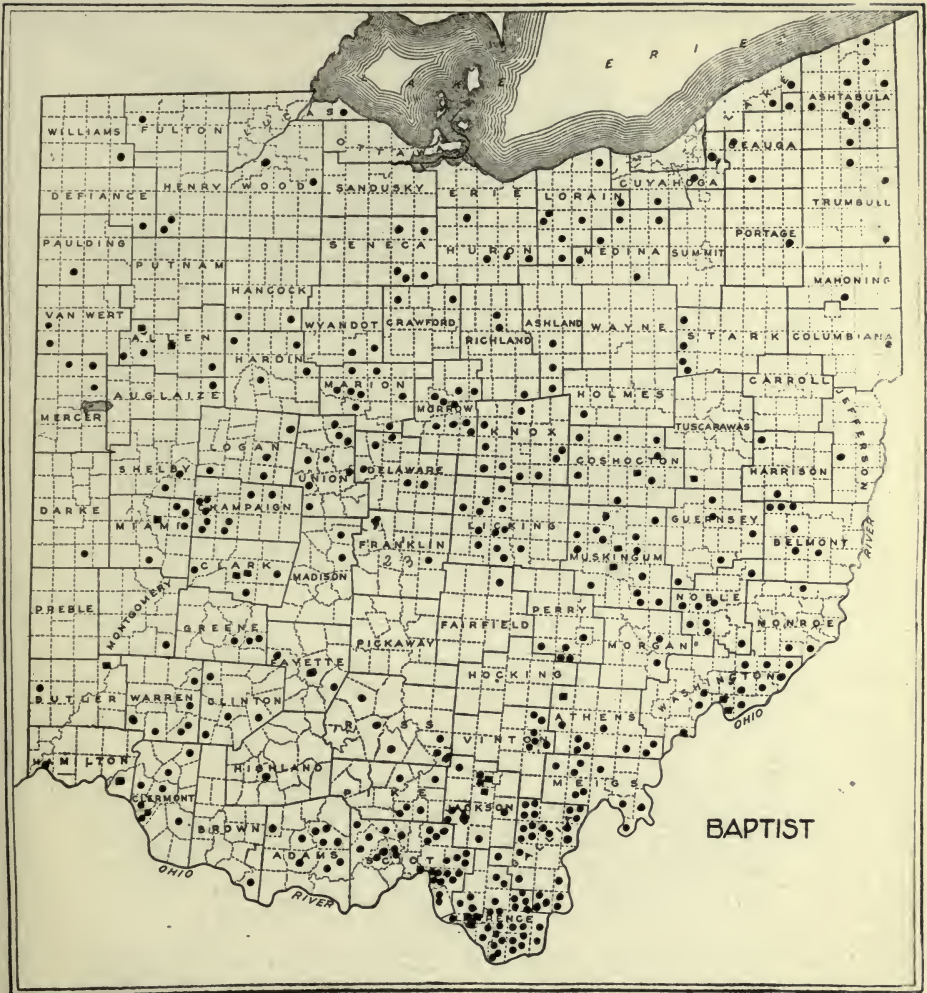 LAKE ERIE
WILLIAMS
FULTON
LUCAS
OTTAWA
LAKE
ASHTABULA
GEAUGA
CUYAHOGA
DEFIANCE
HENRY
WOOD
SANDUSKY
ERIE
LORAIN
TRUMBULL
PAULDING
PUTNAM
SENECA
HURON
MEDINA
SUMMIT
PORTAGE
MAHONING
HANCOCK
VAN WERT
ALLEN
WYANDOT
CRAWFORD
RICHLAND
ASHLAND
WAYNE
STARK
COLUMBIANA
HARDIN
MERCER
AUGLAIZE
MARION
MORROW
HOLMES
CARROLL
TUSCARAWAS
JEFFERSON
LOGAN
KNOX
SHELBY
UNION
DELAWARE
COSHOCTON
HARRISON
DARKE
MIAMI
CHAMPAIGN
LICKING
GUERNSEY
BELMONT
RIVER
FRANKLIN
23
MUSKINGUM
CLARK
MADISON
PREBLE
MONTGOMERY
GREENE
PICKAWAY
FAIRFIELD
PERRY
NOBLE
MONROE
MORGAN
FAYETTE
HOCKING
WASHINGTON
BUTLER
WARREN
CLINTON
ROSS
ATHENS
OHIO
VINTON
HAMILTON
HIGHLAND
MEIGS
CLERMONT
PIKE
JACKSON
BROWN
ADAMS
BAPTIST
OHIO
RIVER